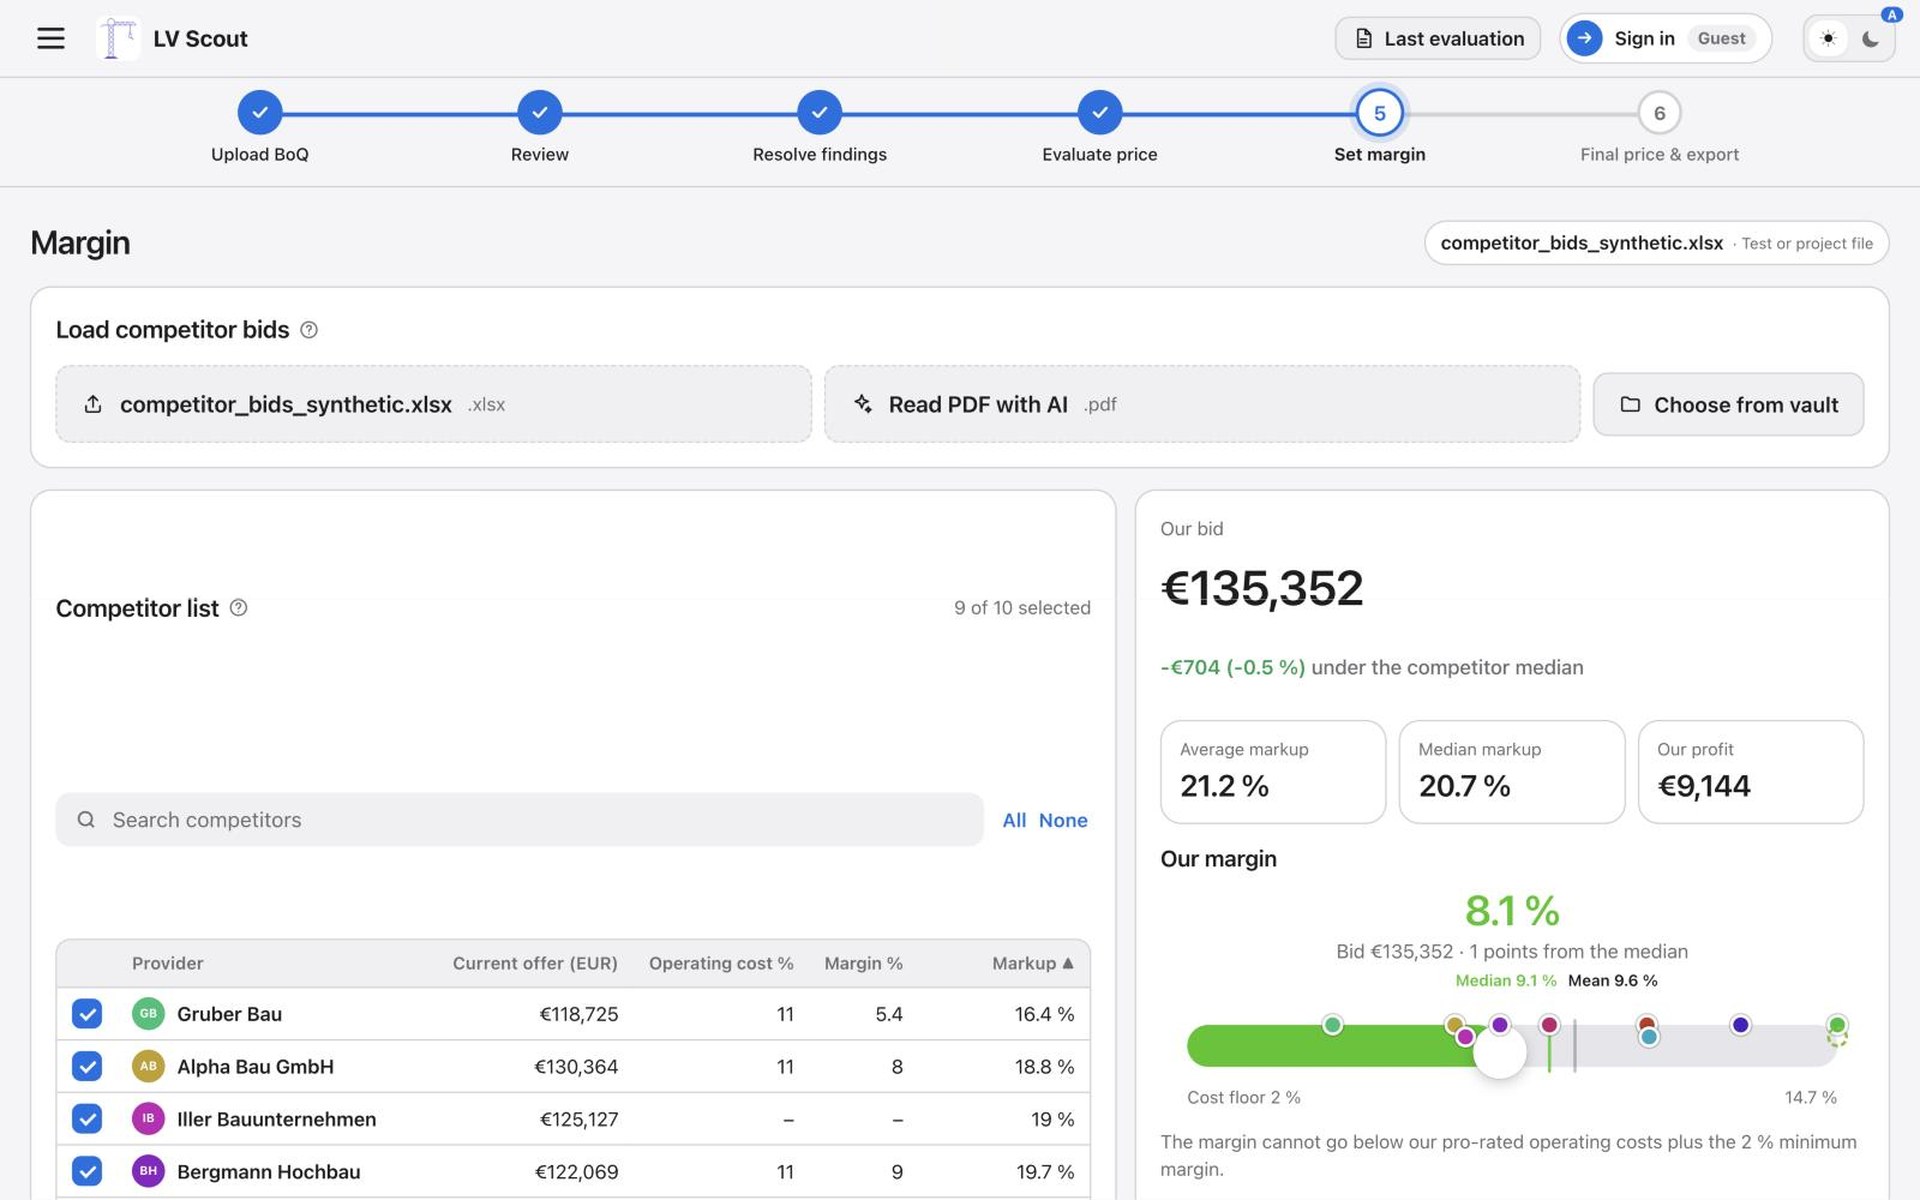 LV Scout
Last evaluation
Sign in Guest
A
5
6
Upload BoQ
Review
Resolve findings
Evaluate price
Set margin
Final price & export
Margin
competitor_bids_synthetic.xlsx · Test or project file
Load competitor bids ?
competitor_bids_synthetic.xlsx .xlsx
Read PDF with AI .pdf
Choose from vault
Competitor list ?
9 of 10 selected
Search competitors
All None
Provider Current offer (EUR) Operating cost % Margin % Markup ▲
GB Gruber Bau €118,725 11 5.4 16.4 %
AB Alpha Bau GmbH €130,364 11 8 18.8 %
IB Iller Bauunternehmen €125,127 – – 19 %
BH Bergmann Hochbau €122,069 11 9 19.7 %
Our bid
€135,352
-€704 (-0.5 %) under the competitor median
Average markup
21.2 %
Median markup
20.7 %
Our profit
€9,144
Our margin
8.1 %
Bid €135,352 · 1 points from the median
Median 9.1 % Mean 9.6 %
Cost floor 2 %
14.7 %
The margin cannot go below our pro-rated operating costs plus the 2 % minimum
margin.